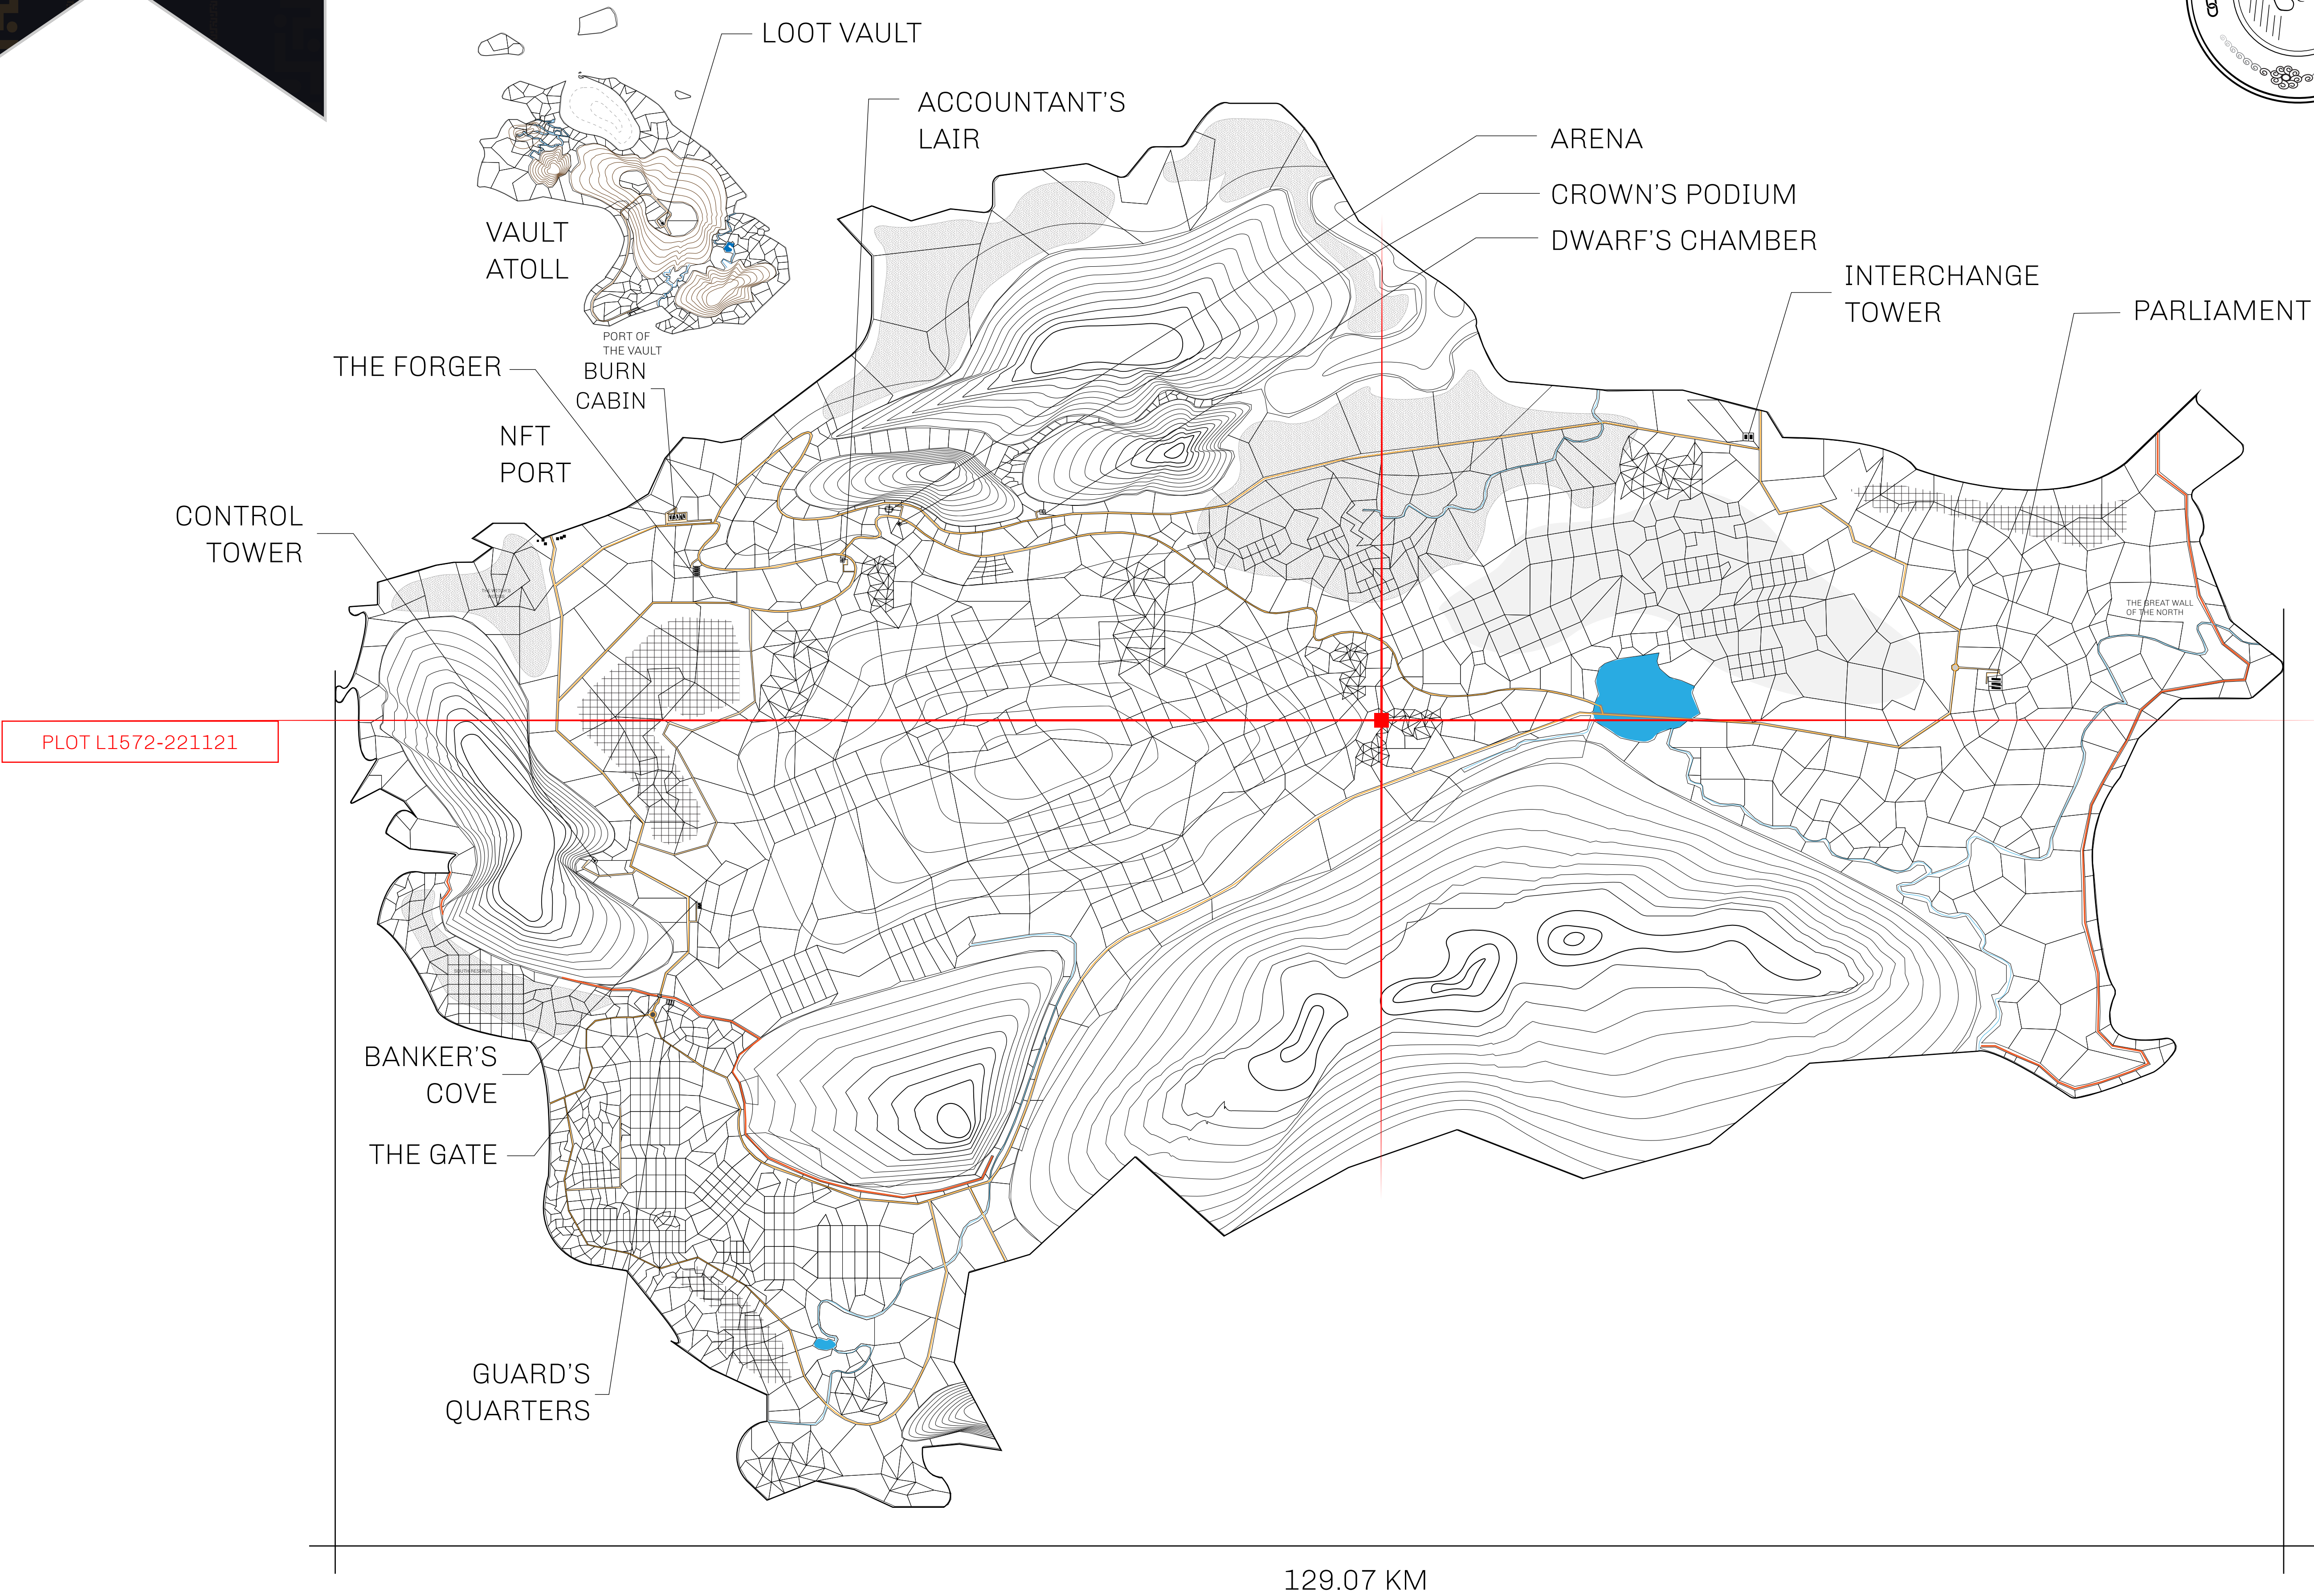 LOOT VAULT
ACCOUNTANT'S
LAIR
ARENA
CROWN'S PODIUM
DWARF'S CHAMBER
INTERCHANGE
TOWER
PARLIAMENT
VAULT
ATOLL
PORT OF
THE VAULT
THE FORGER
BURN
CABIN
NFT
PORT
CONTROL
TOWER
THE GREAT WALL
OF THE NORTH
PLOT L1572-221121
SOUTH RESERVE
BANKER'S
COVE
THE GATE
GUARD'S
QUARTERS
129.07 KM